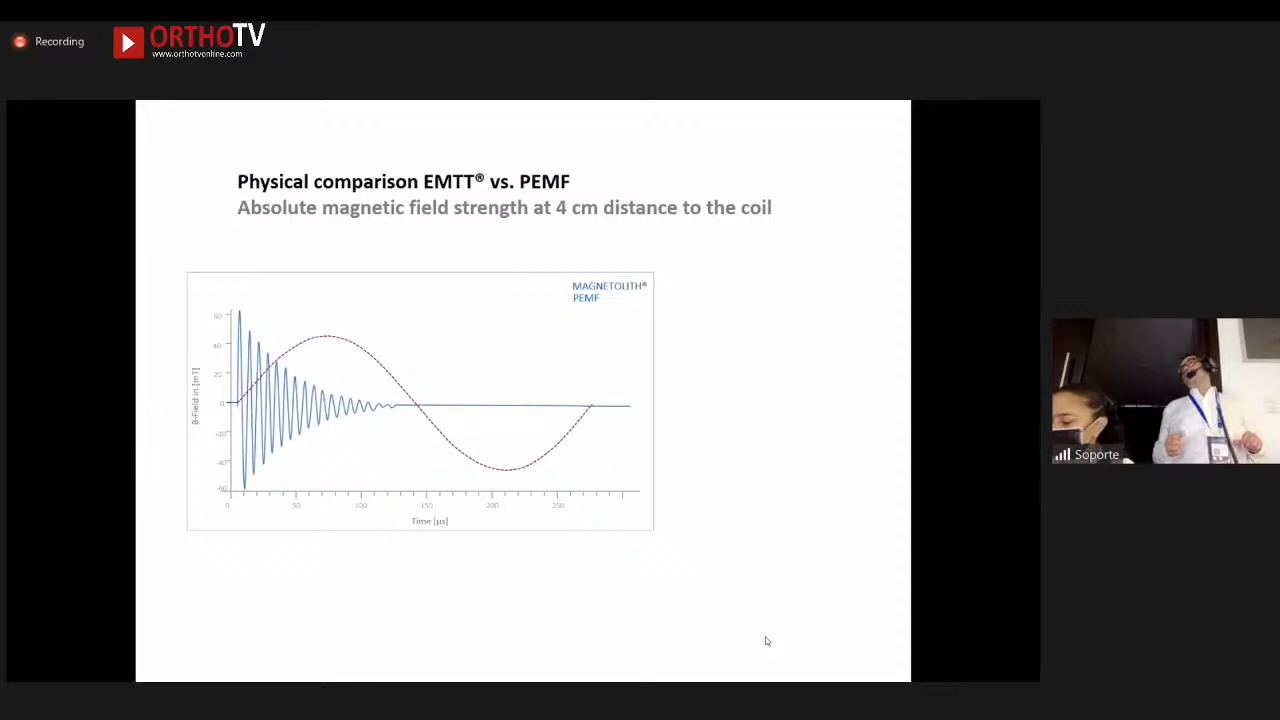 Recording
ORTHOTV
www.orthotvonline.com
Physical comparison EMTT® vs. PEMF
Absolute magnetic field strength at 4 cm distance to the coil
MAGNETOLITH®
PEMF
60
40
20
0
-20
-40
-60
B-Field in [mT]
0 50 100 150 200 250
Time [µs]
Soporte